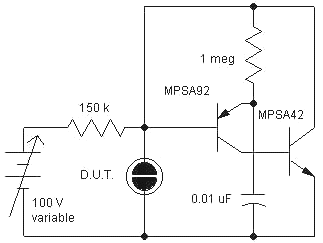 1 meg
MPSA92
150 k
MPSA42
D.U.T.
0.01 uF
100 V
variable